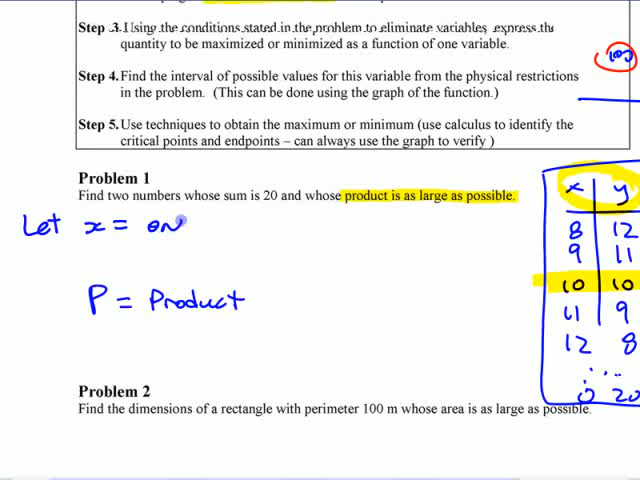 Step 3. Using the conditions stated in the problem to eliminate variables, express the
quantity to be maximized or minimized as a function of one variable.
Step 4. Find the interval of possible values for this variable from the physical restrictions
in the problem. (This can be done using the graph of the function.)
Step 5. Use techniques to obtain the maximum or minimum (use calculus to identify the
critical points and endpoints – can always use the graph to verify )
Problem 1
Find two numbers whose sum is 20 and whose product is as large as possible.
Let x = on
P = Product
x y
8 12
9 11
10 10
11 9
12 8
0 20
Problem 2
Find the dimensions of a rectangle with perimeter 100 m whose area is as large as possible.